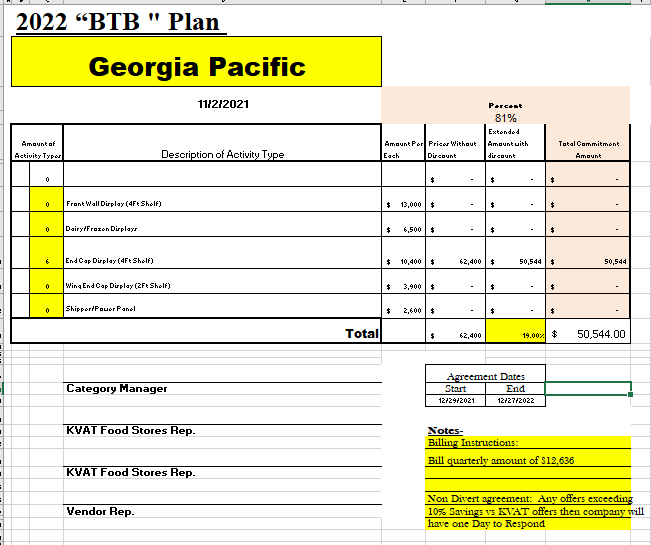 2022 “BTB " Plan
Georgia Pacific
11/2/2021
Percent
81%
Amount of Activity Types
Description of Activity Type
Amount Per Each
Prices Without Discount
Extended Amount with discount
Total Commitment Amount
0 $ - $ - $ -
0 Front Wall Display (4Ft Shelf) $ 13,000 $ - $ - $ -
0 Dairy/Frozen Displays $ 6,500 $ - $ - $ -
6 End Cap Display (4Ft Shelf) $ 10,400 $ 62,400 $ 50,544 $ 50,544
0 Wing End Cap Display (2Ft Shelf) $ 3,900 $ - $ - $ -
0 Shipper/Power Panel $ 2,600 $ - $ - $ -
Total $ 62,400 19.00% $ 50,544.00
Agreement Dates
Category Manager
Start End
12/29/2021 12/27/2022
KVAT Food Stores Rep.
Notes-
Billing Instructions:
Bill quarterly amount of $12,636
KVAT Food Stores Rep.
Non Divert agreement: Any offers exceeding
Vendor Rep.
10% Savings vs KVAT offers then company will
have one Day to Respond